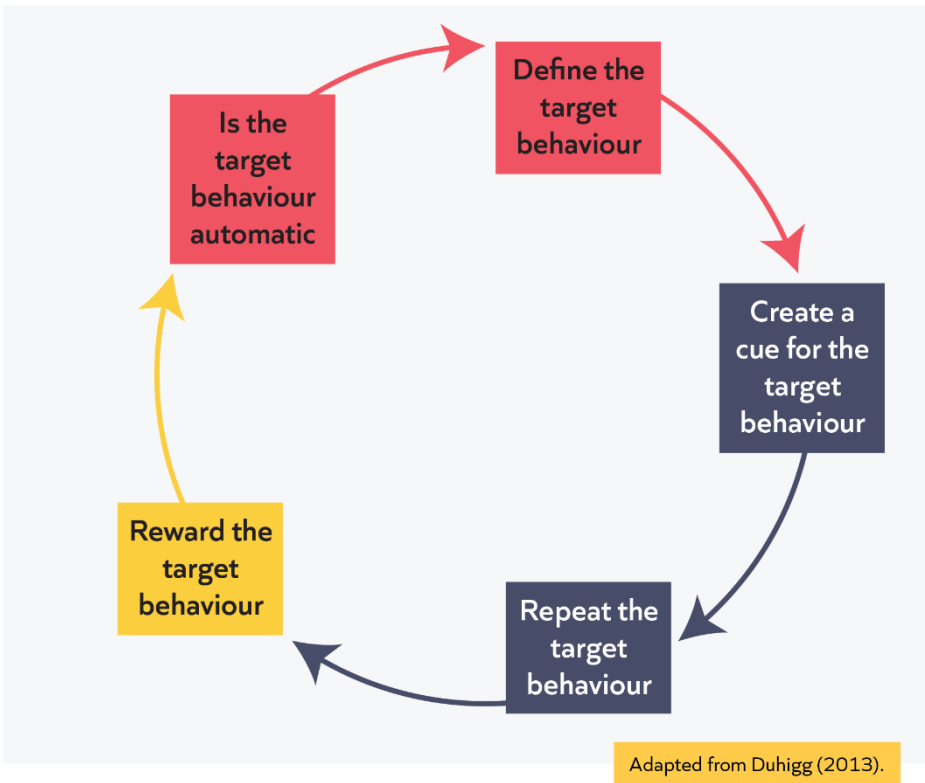 Define the
target
behaviour
Create a
cue for the
target
behaviour
Repeat the
target
behaviour
Reward the
target
behaviour
Is the
target
behaviour
automatic
Adapted from Duhigg (2013).